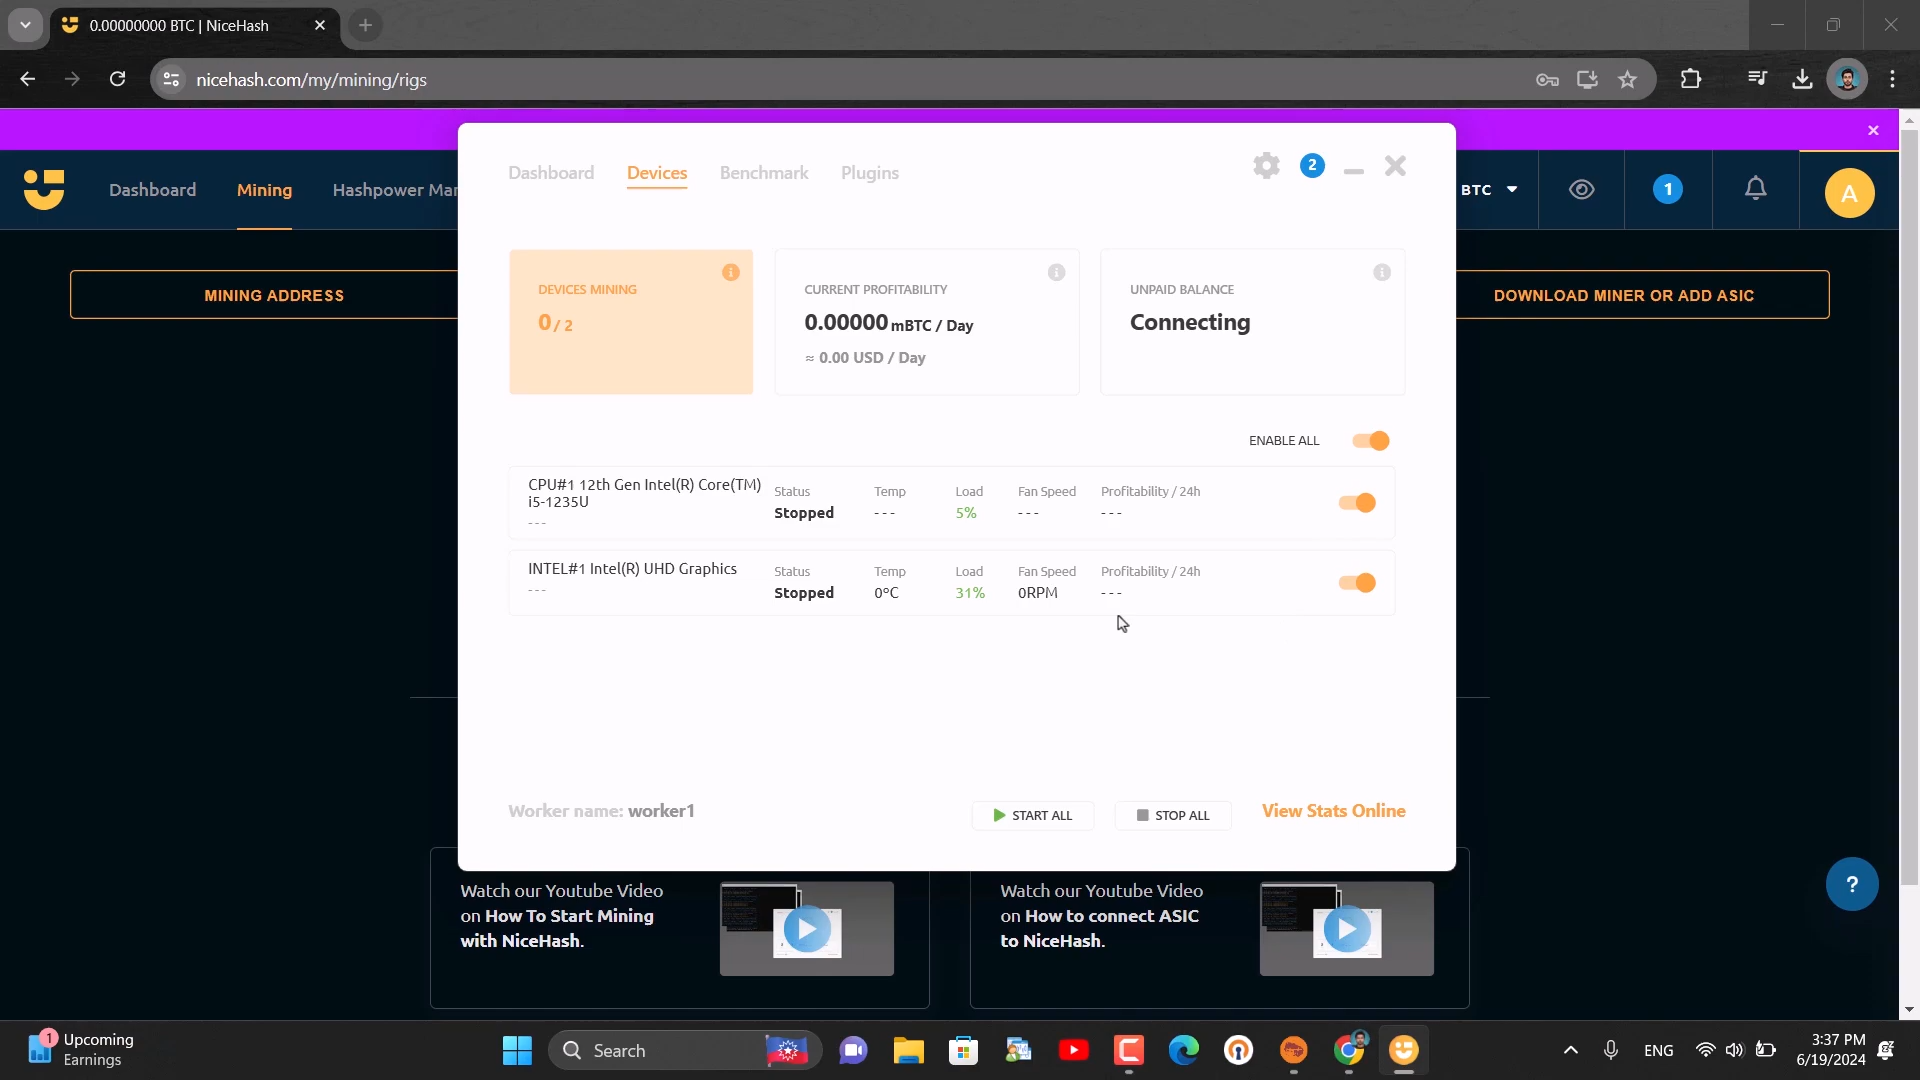 0.00000000 BTC | NiceHash
nicehash.com/my/mining/rigs
Dashboard Mining Hashpower Mar
BTC
1
A
MINING ADDRESS
DOWNLOAD MINER OR ADD ASIC
Dashboard Devices Benchmark Plugins
2
DEVICES MINING
0 / 2
CURRENT PROFITABILITY
0.00000 mBTC / Day
≈ 0.00 USD / Day
UNPAID BALANCE
Connecting
ENABLE ALL
CPU#1 12th Gen Intel(R) Core(TM)
i5-1235U
---
Status Temp Load Fan Speed Profitability / 24h
Stopped --- 5% --- ---
INTEL#1 Intel(R) UHD Graphics
---
Status Temp Load Fan Speed Profitability / 24h
Stopped 0°C 31% 0RPM ---
Worker name: worker1
START ALL
STOP ALL
View Stats Online
Watch our Youtube Video
on How To Start Mining
with NiceHash.
Watch our Youtube Video
on How to connect ASIC
to NiceHash.
?
1
Upcoming
Earnings
Search
ENG
3:37 PM
6/19/2024